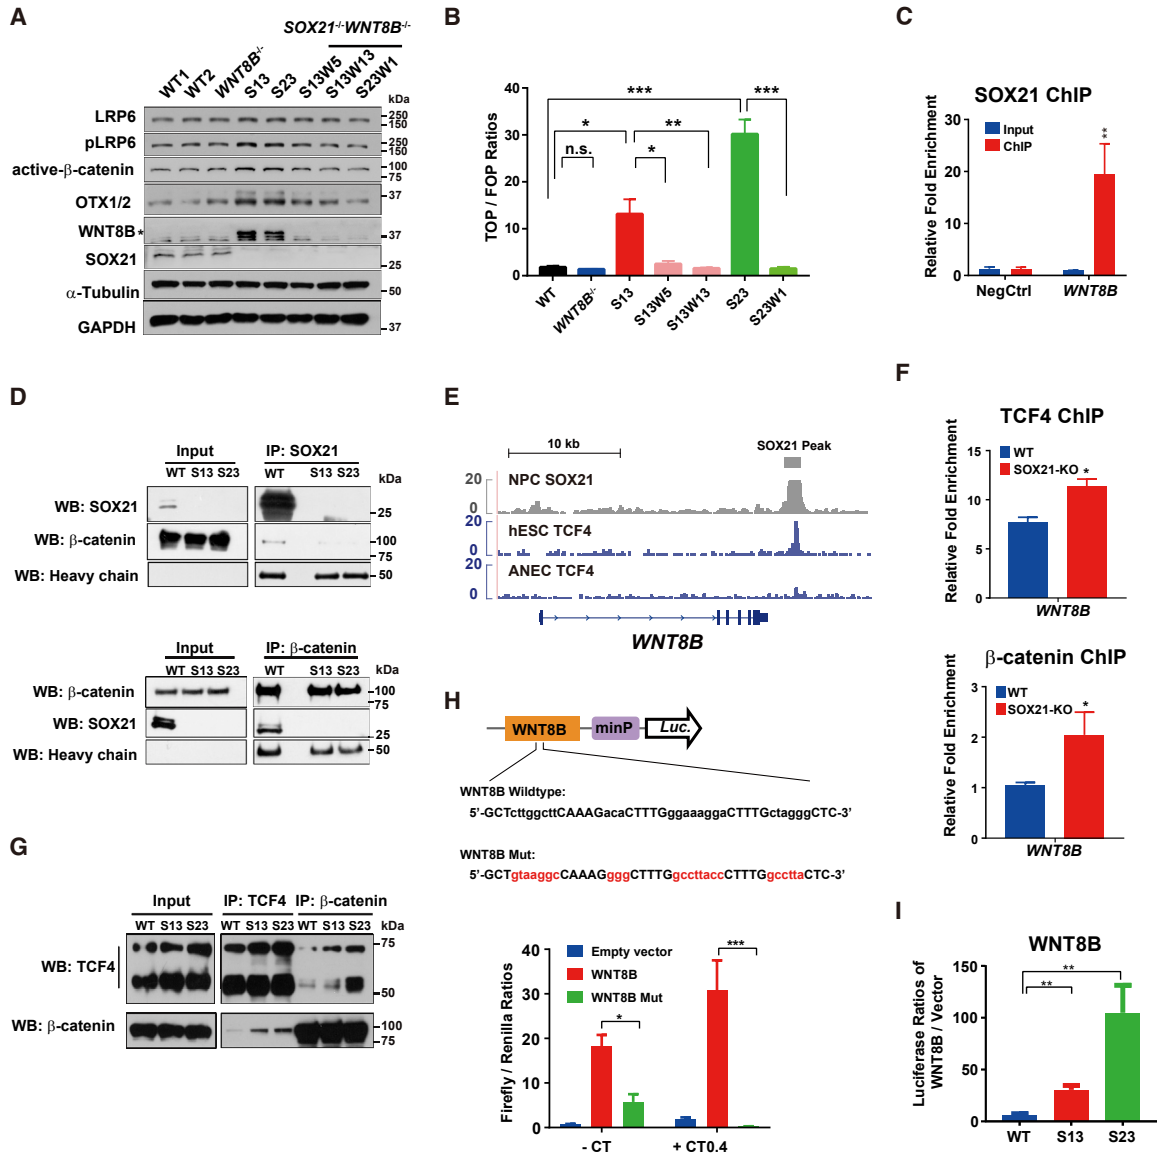 A
SOX21-/-WNT8B-/-
WT1 WT2 WNT8B-/- S13 S23 S13W5 S13W13 S23W1
kDa
LRP6
250
150
pLRP6
250
150
active-β-catenin
100
75
OTX1/2
37
WNT8B*
37
SOX21
25
α-Tubulin
50
GAPDH
37
B
TOP / FOP Ratios
40
30
20
10
0
***
***
*
**
n.s.
*
WT WNT8B-/- S13 S13W5 S13W13 S23 S23W1
C
SOX21 ChIP
Input
ChIP
**
Relative Fold Enrichment
30
20
10
0
NegCtrl WNT8B
D
Input IP: SOX21
WT S13 S23 WT S13 S23 kDa
WB: SOX21
25
WB: β-catenin
100
75
WB: Heavy chain
50
Input IP: β-catenin
WT S13 S23 WT S13 S23 kDa
WB: β-catenin
100
75
WB: SOX21
25
WB: Heavy chain
50
E
10 kb
SOX21 Peak
20
0
NPC SOX21
20
0
hESC TCF4
20
0
ANEC TCF4
WNT8B
F
TCF4 ChIP
WT
SOX21-KO
*
Relative Fold Enrichment
15
10
5
0
WNT8B
β-catenin ChIP
WT
SOX21-KO
*
Relative Fold Enrichment
3
2
1
0
WNT8B
G
Input IP: TCF4 IP: β-catenin
WT S13 S23 WT S13 S23 WT S13 S23 kDa
WB: TCF4
75
50
WB: β-catenin
100
75
H
WNT8B minP Luc.
WNT8B Wildtype:
5'-GCTcttggcttCAAAGacaCTTTGggaaaggaCTTTGctagggCTC-3'
WNT8B Mut:
5'-GCTgtaaggcCAAAGgggCTTTGgccttaccCTTTGgccttaCTC-3'
Firefly / Renilla Ratios
40
30
20
10
0
Empty vector
WNT8B
WNT8B Mut
*
***
- CT + CT0.4
I
WNT8B
Luciferase Ratios of
WNT8B / Vector
150
100
50
0
**
**
WT S13 S23